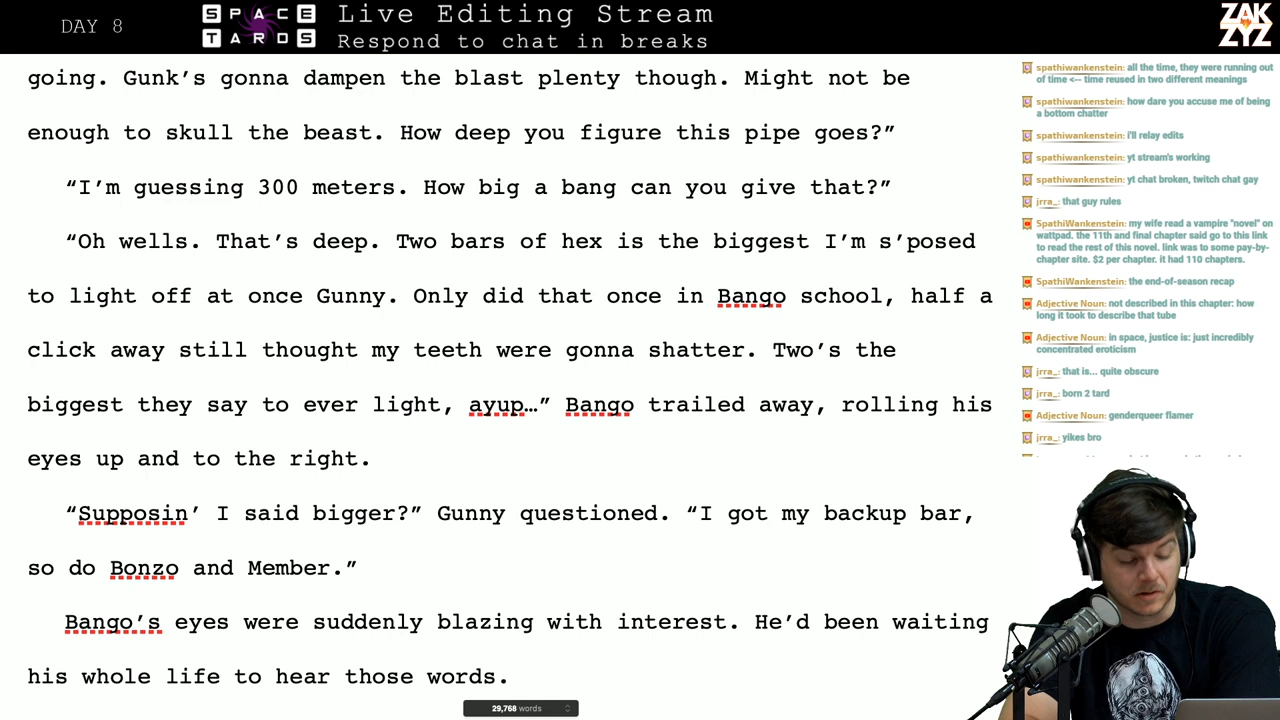 DAY 8
SPACE
TARDS
Live Editing Stream
Respond to chat in breaks
ZAK
ZYZ
going. Gunk’s gonna dampen the blast plenty though. Might not be
enough to skull the beast. How deep you figure this pipe goes?”
“I’m guessing 300 meters. How big a bang can you give that?”
“Oh wells. That’s deep. Two bars of hex is the biggest I’m s’posed
to light off at once Gunny. Only did that once in Bango school, half a
click away still thought my teeth were gonna shatter. Two’s the
biggest they say to ever light, ayup…” Bango trailed away, rolling his
eyes up and to the right.
“Supposin’ I said bigger?” Gunny questioned. “I got my backup bar,
so do Bonzo and Member.”
Bango’s eyes were suddenly blazing with interest. He’d been waiting
his whole life to hear those words.
29,768 words
spathiwankenstein: all the time, they were running out
of time <-- time reused in two different meanings
spathiwankenstein: how dare you accuse me of being
a bottom chatter
spathiwankenstein: i'll relay edits
spathiwankenstein: yt stream's working
spathiwankenstein: yt chat broken, twitch chat gay
jrra_: that guy rules
SpathiWankenstein: my wife read a vampire "novel" on
wattpad. the 11th and final chapter said go to this link
to read the rest of this novel. link was to some pay-by-
chapter site. $2 per chapter. it had 110 chapters.
SpathiWankenstein: the end-of-season recap
Adjective Noun: not described in this chapter: how
long it took to describe that tube
Adjective Noun: in space, justice is: just incredibly
concentrated eroticism
jrra_: that is... quite obscure
jrra_: born 2 tard
Adjective Noun: genderqueer flamer
jrra_: yikes bro